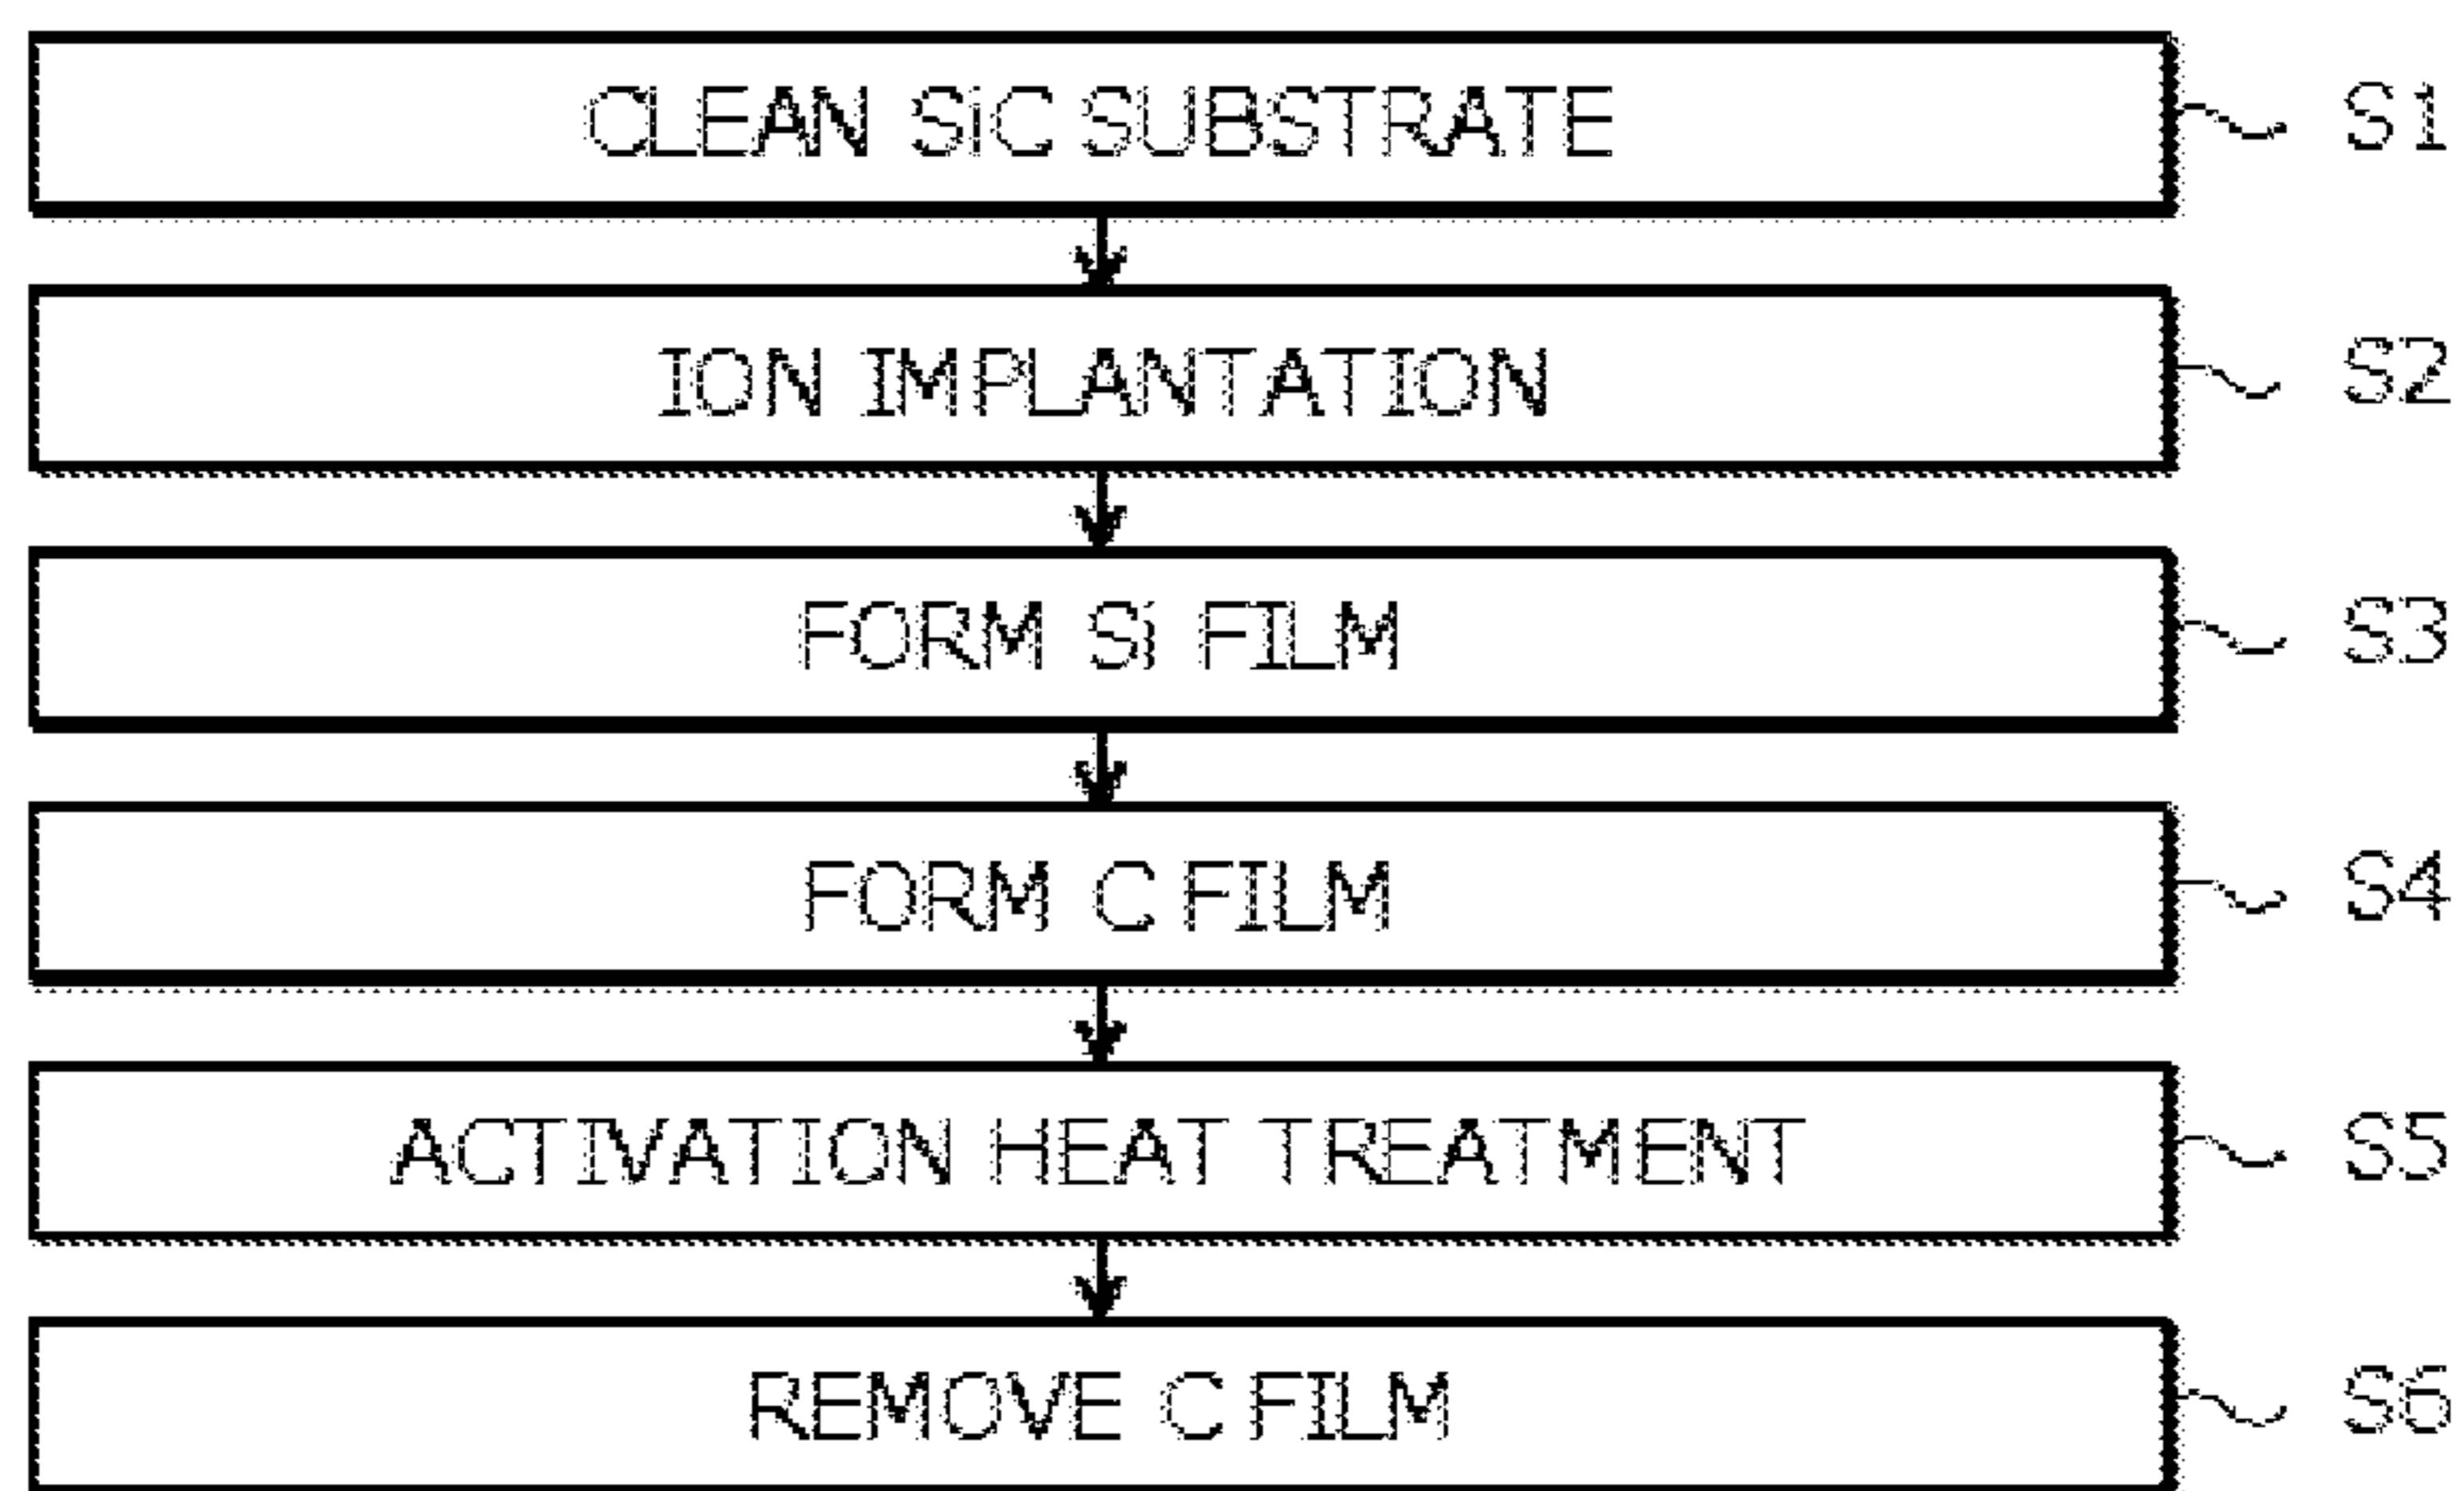 CLEAN SiC SUBSTRATE S1
ION IMPLANTATION S2
FORM Si FILM S3
FORM C FILM S4
ACTIVATION HEAT TREATMENT S5
REMOVE C FILM S6